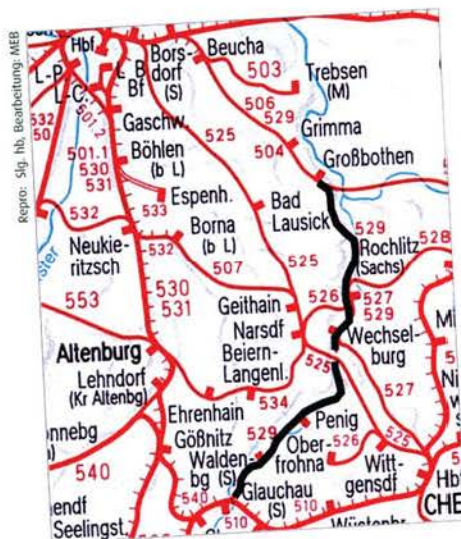 Repro: Slg. hb, Bearbeitung: MEB
Hbf
Bors-
dorf
(S)
Beucha
503
Trebsen
(M)
L-P
L-C
L B
Bf
506
529
Grimma
504
Großbothen
532
50
501.2
Gaschw.
525
501.1
530
531
Böhlen
(b L)
533
Espenh.
Bad
Lausick
532
Neukie-
ritzsch
532
Borna
(b L)
529
Rochlitz
(Sachs)
528
507
525
553
530
531
Geithain
526
527
529
Narsdf
Wechsel-
burg
Beiern-
Langenl.
525
Altenburg
Lehndorf
(Kr Altenbg)
534
527
Ehrenhain
Penig
525
Gößnitz
529
Ober-
frohna
526
Walden-
bg (S)
Witt-
gensdf
540
540
Glauchau
(S)
510
510
Hbf
CHE
Seelingst.